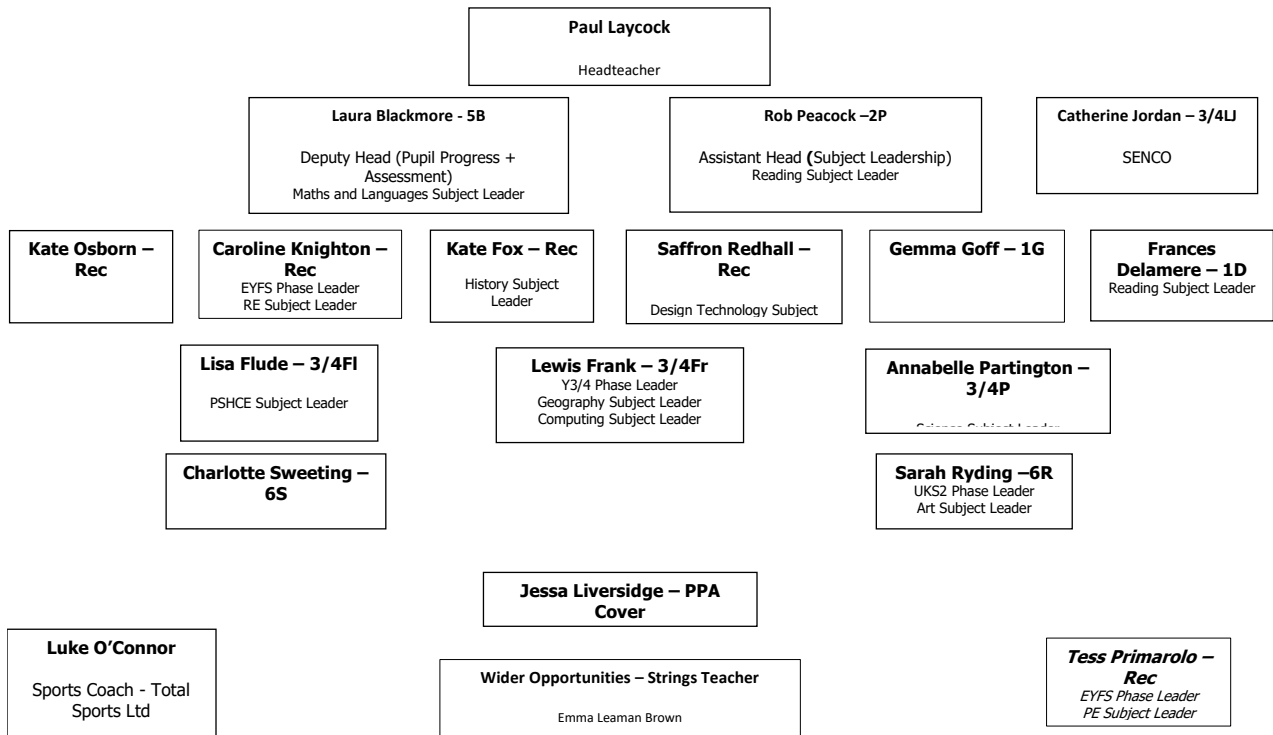 Paul Laycock
Headteacher
Laura Blackmore - 5B
Deputy Head (Pupil Progress +
Assessment)
Maths and Languages Subject Leader
Rob Peacock –2P
Assistant Head (Subject Leadership)
Reading Subject Leader
Catherine Jordan – 3/4LJ
SENCO
Kate Osborn –
Rec
Caroline Knighton –
Rec
EYFS Phase Leader
RE Subject Leader
Kate Fox – Rec
History Subject
Leader
Saffron Redhall –
Rec
Design Technology Subject
Gemma Goff – 1G
Frances
Delamere – 1D
Reading Subject Leader
Lisa Flude – 3/4Fl
PSHCE Subject Leader
Lewis Frank – 3/4Fr
Y3/4 Phase Leader
Geography Subject Leader
Computing Subject Leader
Annabelle Partington –
3/4P
Science Subject Leader
Charlotte Sweeting –
6S
Sarah Ryding –6R
UKS2 Phase Leader
Art Subject Leader
Jessa Liversidge – PPA
Cover
Luke O’Connor
Sports Coach - Total
Sports Ltd
Wider Opportunities – Strings Teacher
Emma Leaman Brown
Tess Primarolo –
Rec
EYFS Phase Leader
PE Subject Leader